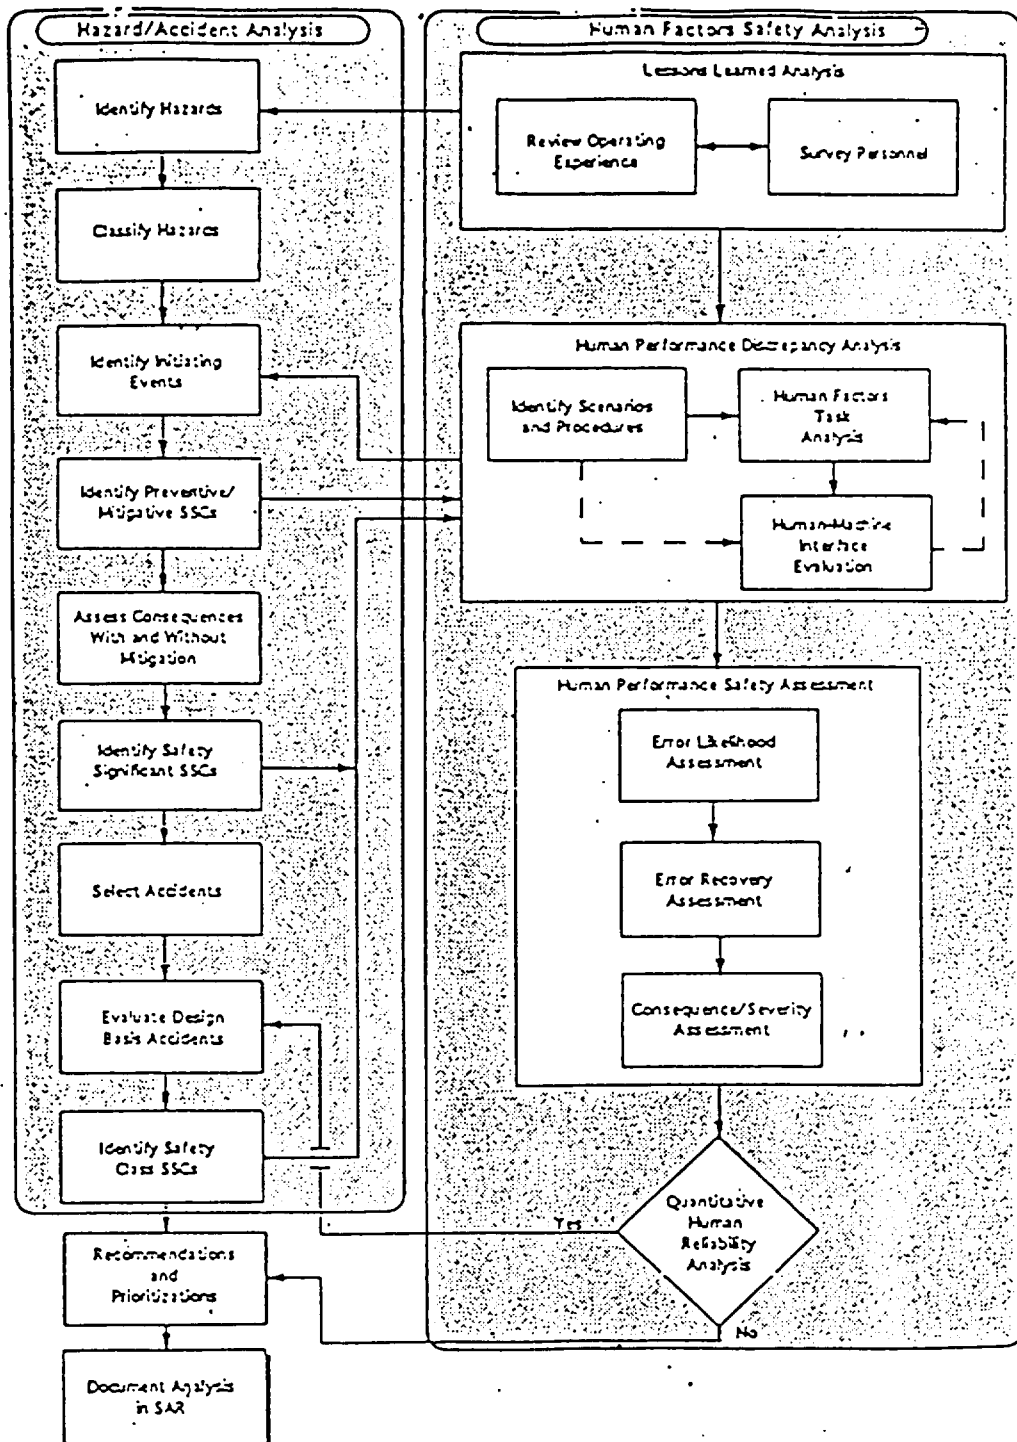 Hazard/Accident Analysis
Identify Hazards
Classify Hazards
Identify Initiating
Events
Identify Preventive/
Mitigative SSCs
Assess Consequences
With and Without
Mitigation
Identify Safety
Significant SSCs
Select Accidents
Evaluate Design
Basis Accidents
Identify Safety
Class SSCs
Recommendations
and
Prioritizations
Document Analysis
in SAR
Human Factors Safety Analysis
Lessons Learned Analysis
Review Operating
Experience
Survey Personnel
Human Performance Discrepancy Analysis
Identify Scenarios
and Procedures
Human Factors
Task
Analysis
Human-Machine
Interface
Evaluation
Human Performance Safety Assessment
Error Likelihood
Assessment
Error Recovery
Assessment
Consequence/Severity
Assessment
Quantitative
Human
Reliability
Analysis
Yes
No